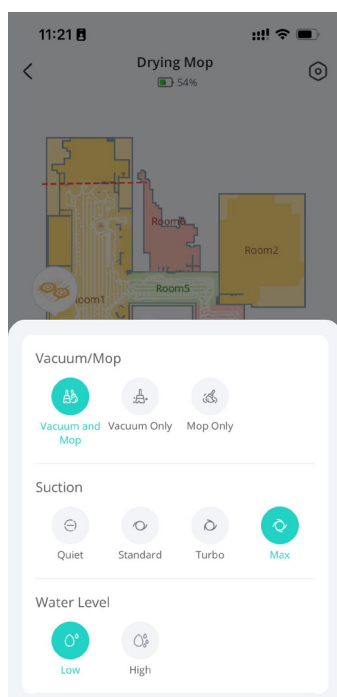 11:21
Drying Mop
54%
Room6
Room2
Room1
Room5
Vacuum/Mop
Vacuum and Mop
Vacuum Only
Mop Only
Suction
Quiet
Standard
Turbo
Max
Water Level
Low
High